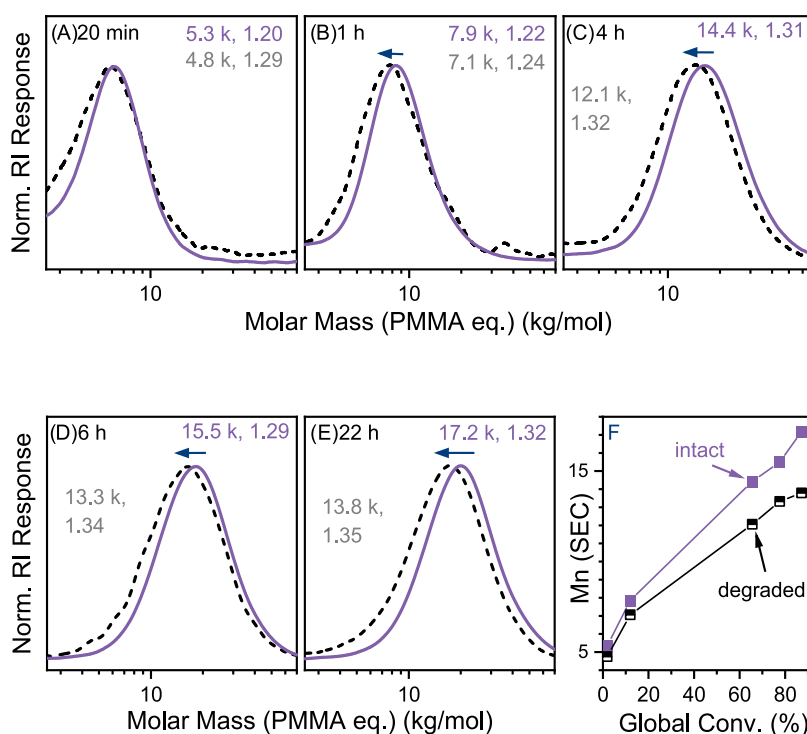 (A)20 min
5.3 k, 1.20
4.8 k, 1.29
(B)1 h
7.9 k, 1.22
7.1 k, 1.24
(C)4 h
14.4 k, 1.31
12.1 k,
1.32
Norm. RI Response
10
10
10
Molar Mass (PMMA eq.) (kg/mol)
(D)6 h
15.5 k, 1.29
13.3 k,
1.34
(E)22 h
17.2 k, 1.32
13.8 k,
1.35
F
intact
degraded
Norm. RI Response
Mn (SEC)
15
5
10
10
0 20 40 60 80
Molar Mass (PMMA eq.) (kg/mol)
Global Conv. (%)